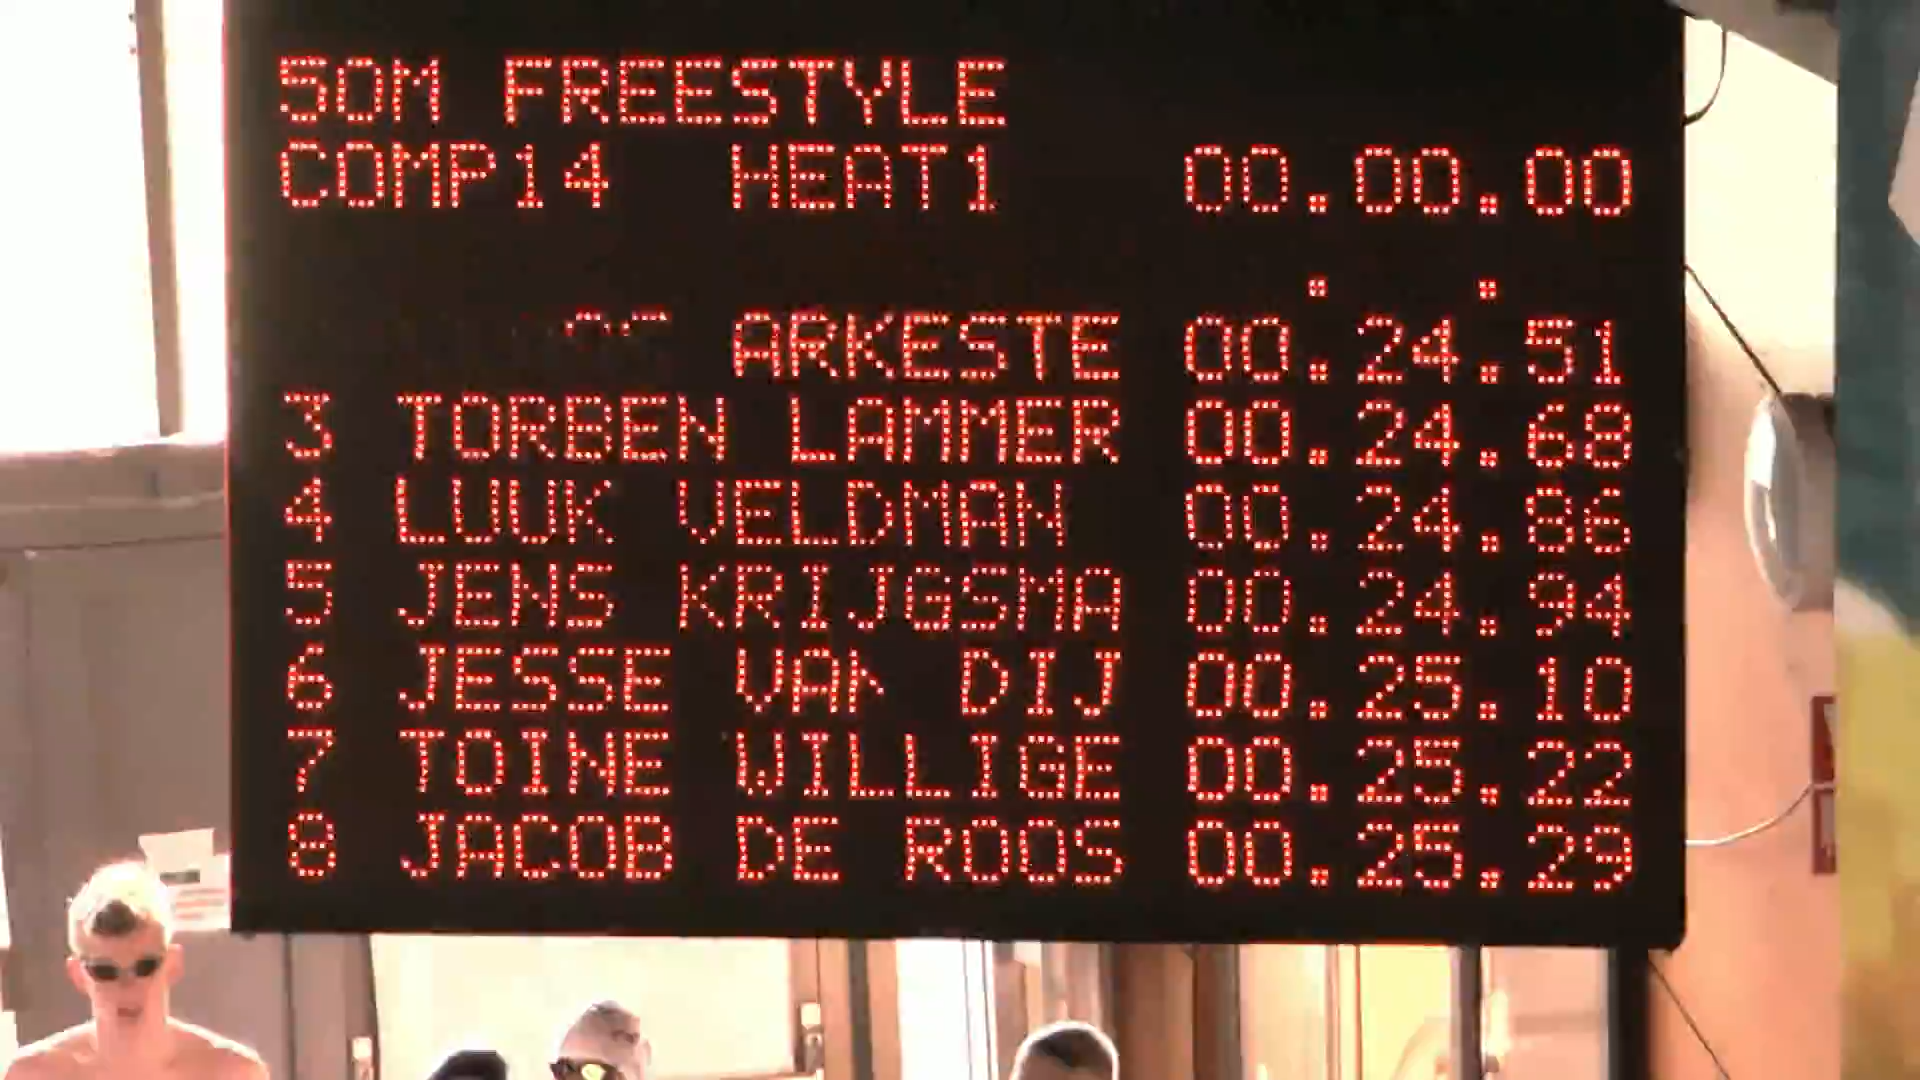 50M FREESTYLE
COMP14 HEAT1 00.00.00
. .
ARKESTE 00.24.51
3 TORBEN LAMMER 00.24.68
4 LUUK VELDMAN 00.24.86
5 JENS KRIJGSMA 00.24.94
6 JESSE VAN DIJ 00.25.10
7 TOINE WILLIGE 00.25.22
8 JACOB DE ROOS 00.25.29